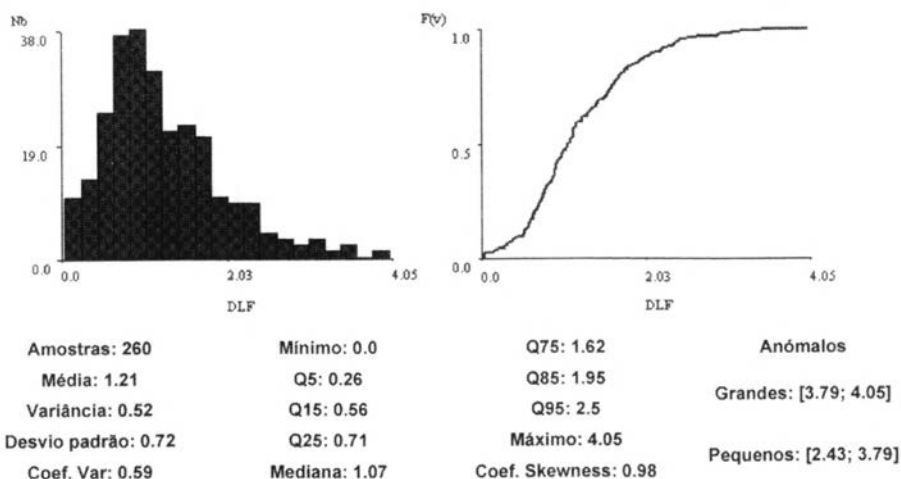 Nb
38.0
19.0
0.0
0.0 2.03 4.05
DLF
F(v)
1.0
0.5
0.0
0.0 2.03 4.05
DLF
Amostras: 260
Média: 1.21
Variância: 0.52
Desvio padrão: 0.72
Coef. Var: 0.59
Mínimo: 0.0
Q5: 0.26
Q15: 0.56
Q25: 0.71
Mediana: 1.07
Q75: 1.62
Q85: 1.95
Q95: 2.5
Máximo: 4.05
Coef. Skewness: 0.98
Anómalos
Grandes: [3.79; 4.05]
Pequenos: [2.43; 3.79]